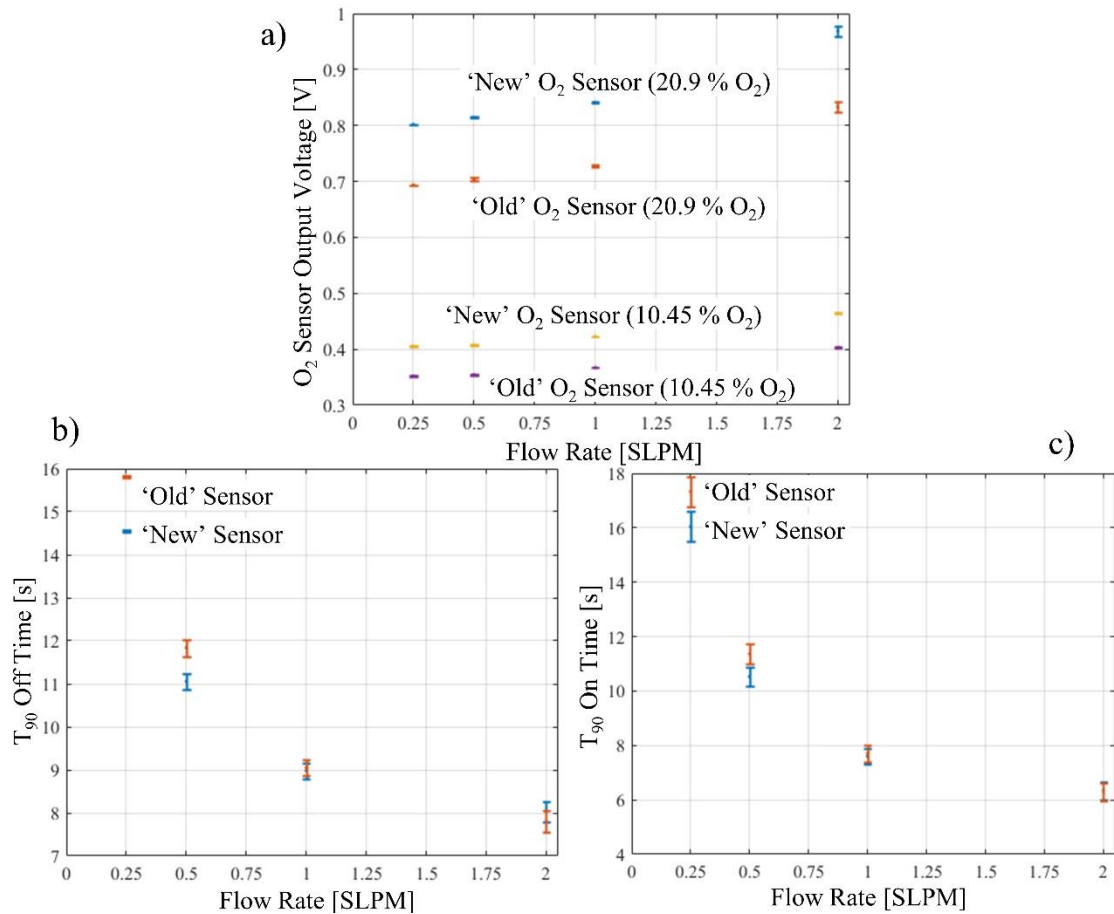 a)
O₂ Sensor Output Voltage [V]
1
0.9
0.8
0.7
0.6
0.5
0.4
0.3
‘New’ O₂ Sensor (20.9 % O₂)
‘Old’ O₂ Sensor (20.9 % O₂)
‘New’ O₂ Sensor (10.45 % O₂)
‘Old’ O₂ Sensor (10.45 % O₂)
0 0.25 0.5 0.75 1 1.25 1.5 1.75 2
Flow Rate [SLPM]
b)
T₉₀ Off Time [s]
16
15
14
13
12
11
10
9
8
7
‘Old’ Sensor
‘New’ Sensor
0 0.25 0.5 0.75 1 1.25 1.5 1.75 2
Flow Rate [SLPM]
c)
T₉₀ On Time [s]
18
16
14
12
10
8
6
4
‘Old’ Sensor
‘New’ Sensor
0 0.25 0.5 0.75 1 1.25 1.5 1.75 2
Flow Rate [SLPM]